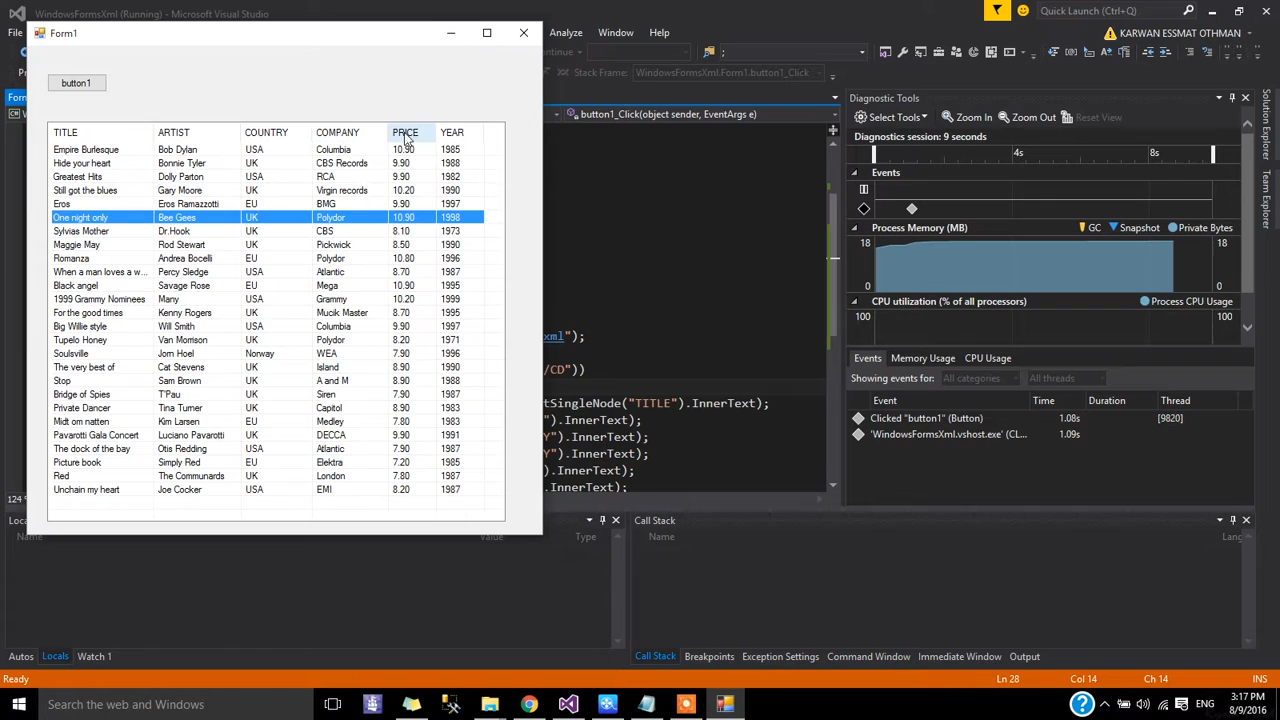 WindowsFormsXml (Running) - Microsoft Visual Studio
Quick Launch (Ctrl+Q)
Form1
File
Analyze Window Help
KARWAN ESSMAT OTHMAN
;
Stack Frame: WindowsFormsXml.Form1.button1_Click
button1
button1_Click(object sender, EventArgs e)
Diagnostic Tools
Select Tools Zoom In Zoom Out Reset View
Diagnostics session: 9 seconds
4s 8s
Events
Process Memory (MB) GC Snapshot Private Bytes
18 18
0 0
CPU utilization (% of all processors) Process CPU Usage
100 100
Events Memory Usage CPU Usage
Showing events for: All categories All threads
Event Time Duration Thread
Clicked "button1" (Button) 1.08s [9820]
'WindowsFormsXml.vshost.exe' (CL... 1.09s
Solution Explorer
Team Explorer
TITLE ARTIST COUNTRY COMPANY PRICE YEAR
Empire Burlesque Bob Dylan USA Columbia 10.90 1985
Hide your heart Bonnie Tyler UK CBS Records 9.90 1988
Greatest Hits Dolly Parton USA RCA 9.90 1982
Still got the blues Gary Moore UK Virgin records 10.20 1990
Eros Eros Ramazzotti EU BMG 9.90 1997
One night only Bee Gees UK Polydor 10.90 1998
Sylvias Mother Dr.Hook UK CBS 8.10 1973
Maggie May Rod Stewart UK Pickwick 8.50 1990
Romanza Andrea Bocelli EU Polydor 10.80 1996
When a man loves a w... Percy Sledge USA Atlantic 8.70 1987
Black angel Savage Rose EU Mega 10.90 1995
1999 Grammy Nominees Many USA Grammy 10.20 1999
For the good times Kenny Rogers UK Mucik Master 8.70 1995
Big Willie style Will Smith USA Columbia 9.90 1997
Tupelo Honey Van Morrison UK Polydor 8.20 1971
Soulsville Jorn Hoel Norway WEA 7.90 1996
The very best of Cat Stevens UK Island 8.90 1990
Stop Sam Brown UK A and M 8.90 1988
Bridge of Spies T'Pau UK Siren 7.90 1987
Private Dancer Tina Turner UK Capitol 8.90 1983
Midt om natten Kim Larsen EU Medley 7.80 1983
Pavarotti Gala Concert Luciano Pavarotti UK DECCA 9.90 1991
The dock of the bay Otis Redding USA Atlantic 7.90 1987
Picture book Simply Red EU Elektra 7.20 1985
Red The Communards UK London 7.80 1987
Unchain my heart Joe Cocker USA EMI 8.20 1987
xml");
/CD"))
tSingleNode("TITLE").InnerText);
").InnerText);
Y").InnerText);
Y").InnerText);
).InnerText);
).InnerText);
124
Name Value Type
Call Stack
Name Lang
Autos Locals Watch 1
Call Stack Breakpoints Exception Settings Command Window Immediate Window Output
Ln 28 Col 14 Ch 14 INS
Search the web and Windows
ENG
3:17 PM
8/9/2016